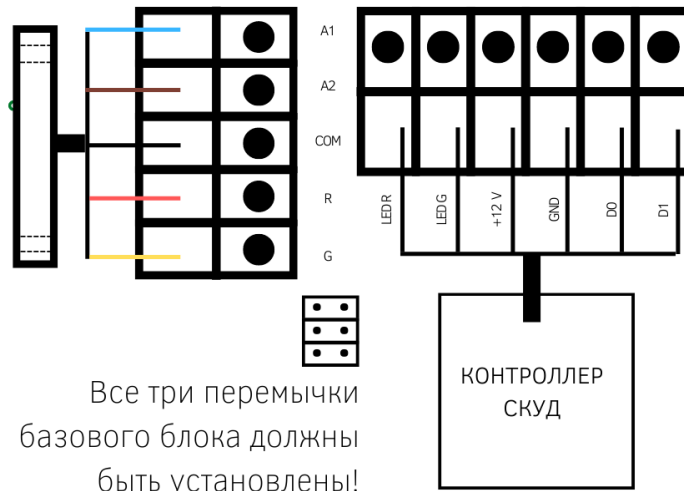 A1
A2
COM
R
G
LED R
LED G
+12 V
GND
D0
D1
КОНТРОЛЛЕР
СКУД
Все три перемычки
базового блока должны
быть установлены!